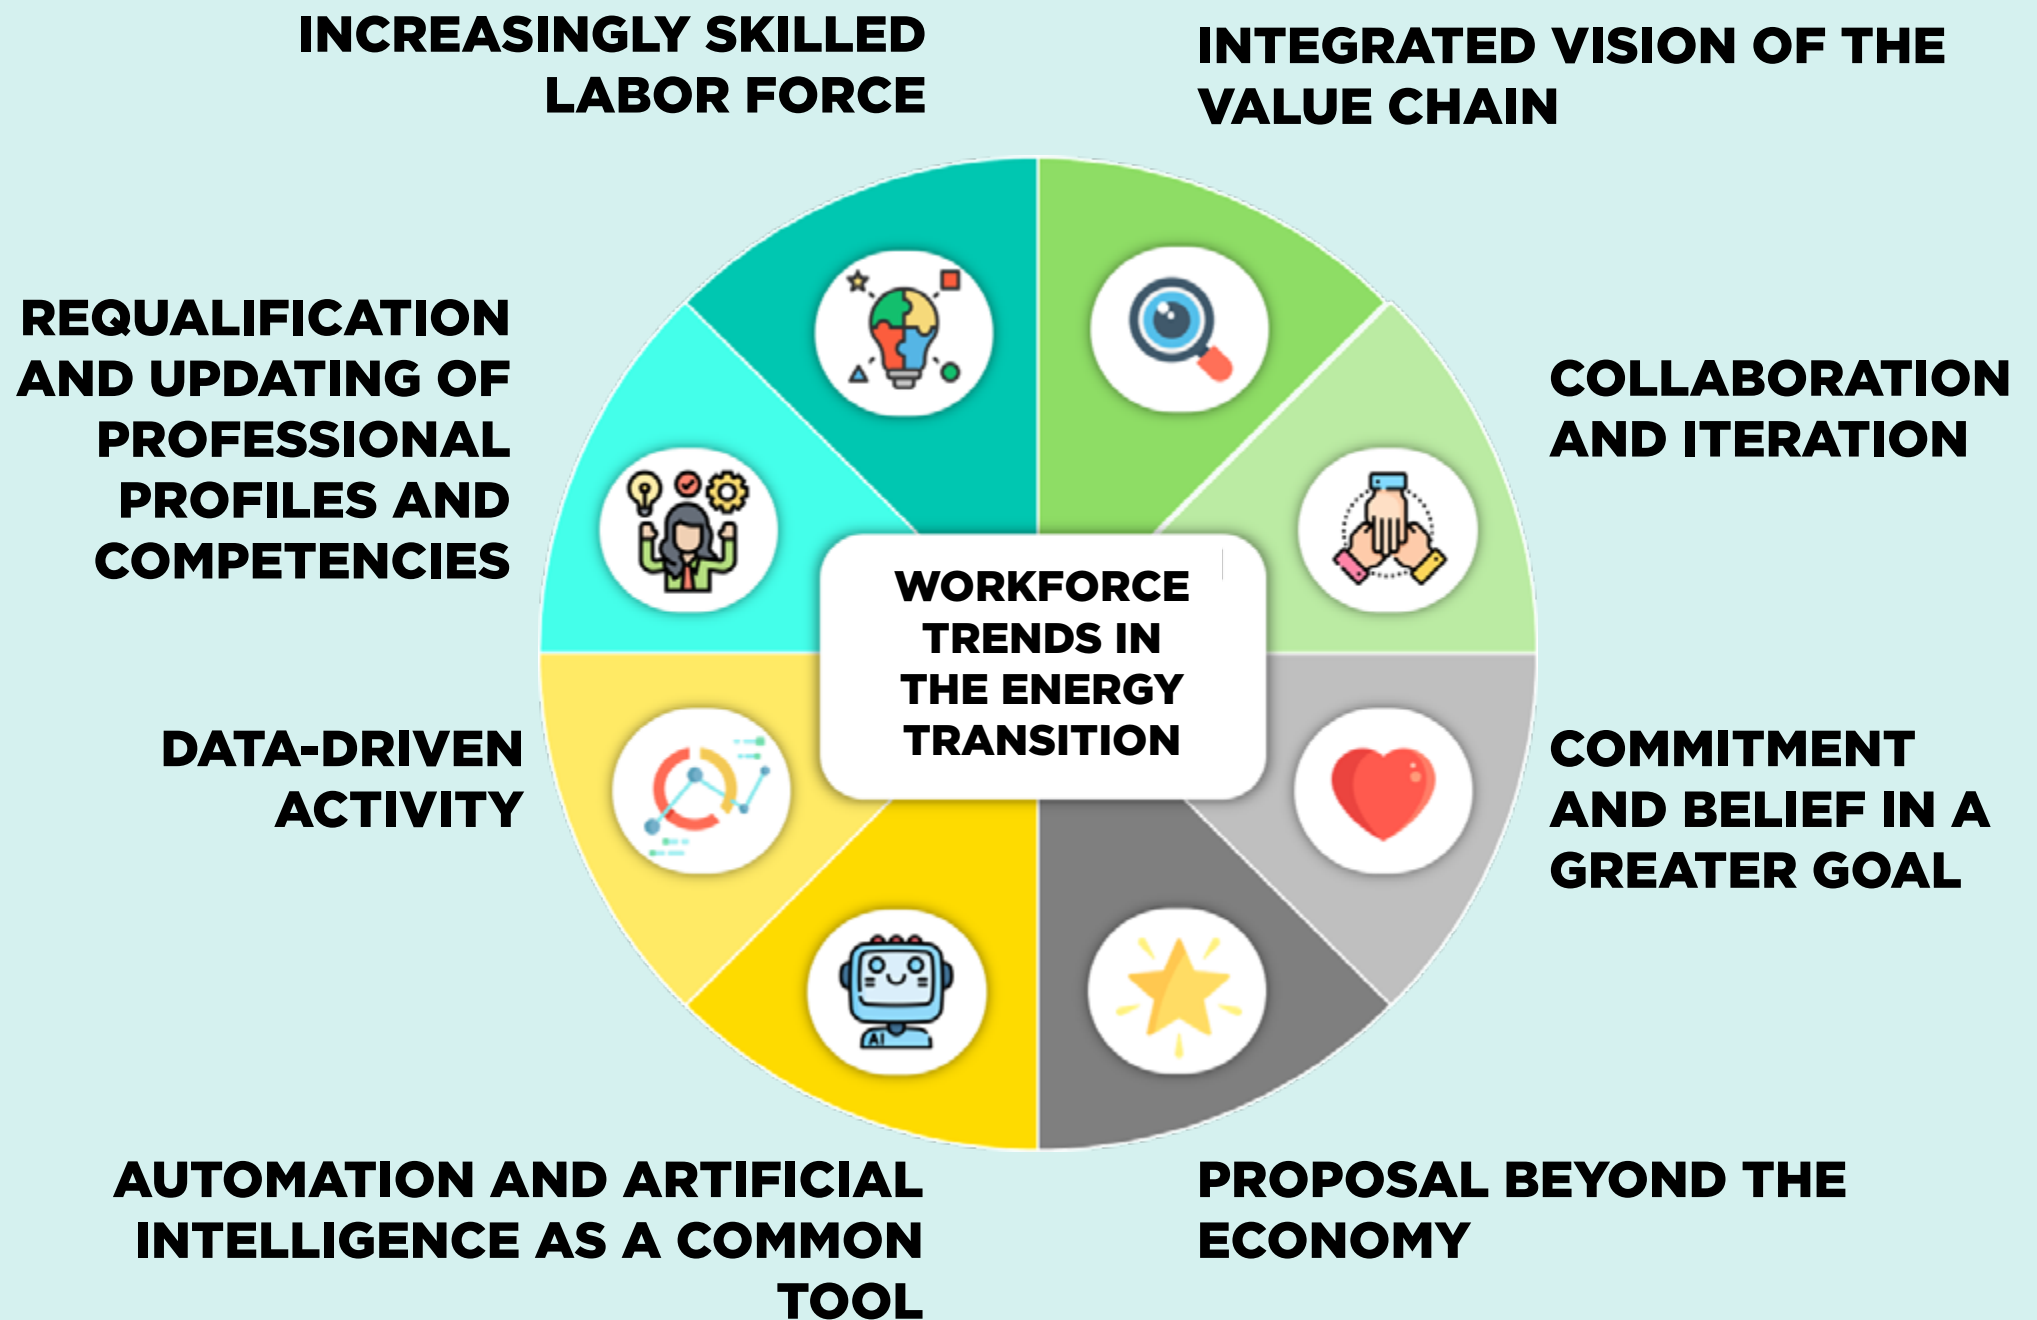 INCREASINGLY SKILLED
LABOR FORCE
INTEGRATED VISION OF THE
VALUE CHAIN
REQUALIFICATION
AND UPDATING OF
PROFESSIONAL
PROFILES AND
COMPETENCIES
COLLABORATION
AND ITERATION
WORKFORCE
TRENDS IN
THE ENERGY
TRANSITION
DATA-DRIVEN
ACTIVITY
COMMITMENT
AND BELIEF IN A
GREATER GOAL
AI
AUTOMATION AND ARTIFICIAL
INTELLIGENCE AS A COMMON
TOOL
PROPOSAL BEYOND THE
ECONOMY